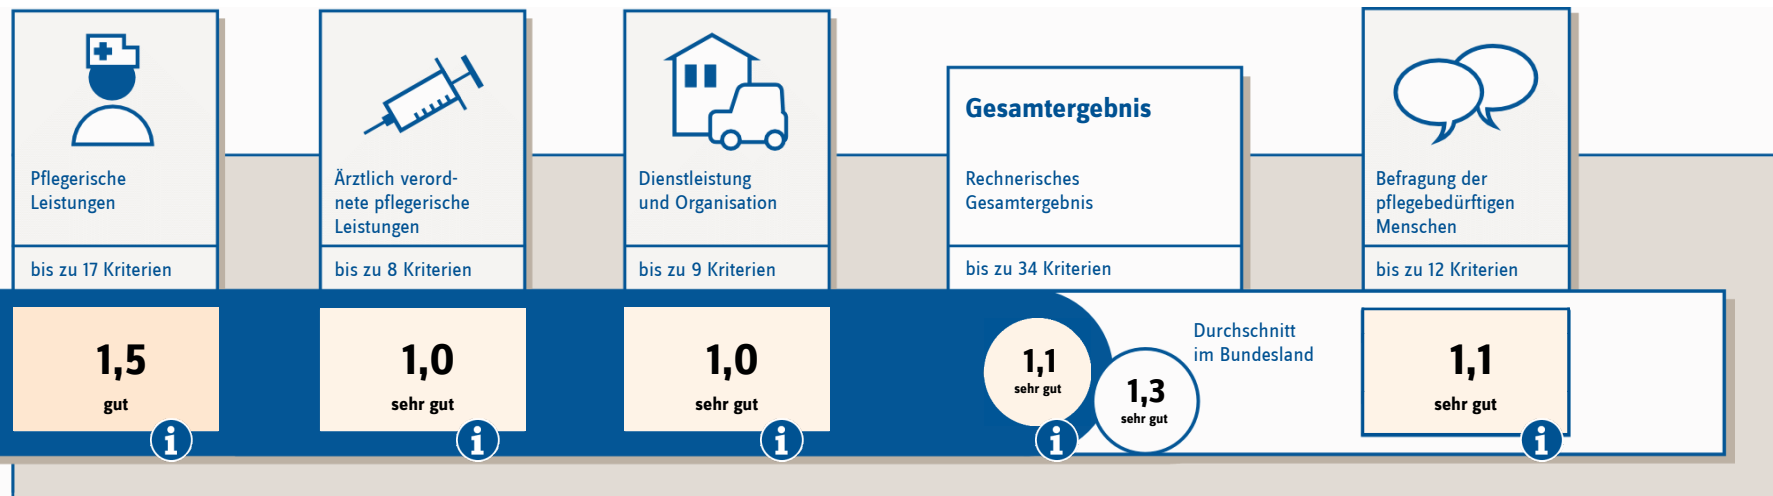 Pflegerische
Leistungen
bis zu 17 Kriterien
1,5
gut
Ärztlich verord-
nete pflegerische
Leistungen
bis zu 8 Kriterien
1,0
sehr gut
Dienstleistung
und Organisation
bis zu 9 Kriterien
1,0
sehr gut
Gesamtergebnis
Rechnerisches
Gesamtergebnis
bis zu 34 Kriterien
1,1
sehr gut
1,3
sehr gut
Durchschnitt
im Bundesland
Befragung der
pflegebedürftigen
Menschen
bis zu 12 Kriterien
1,1
sehr gut